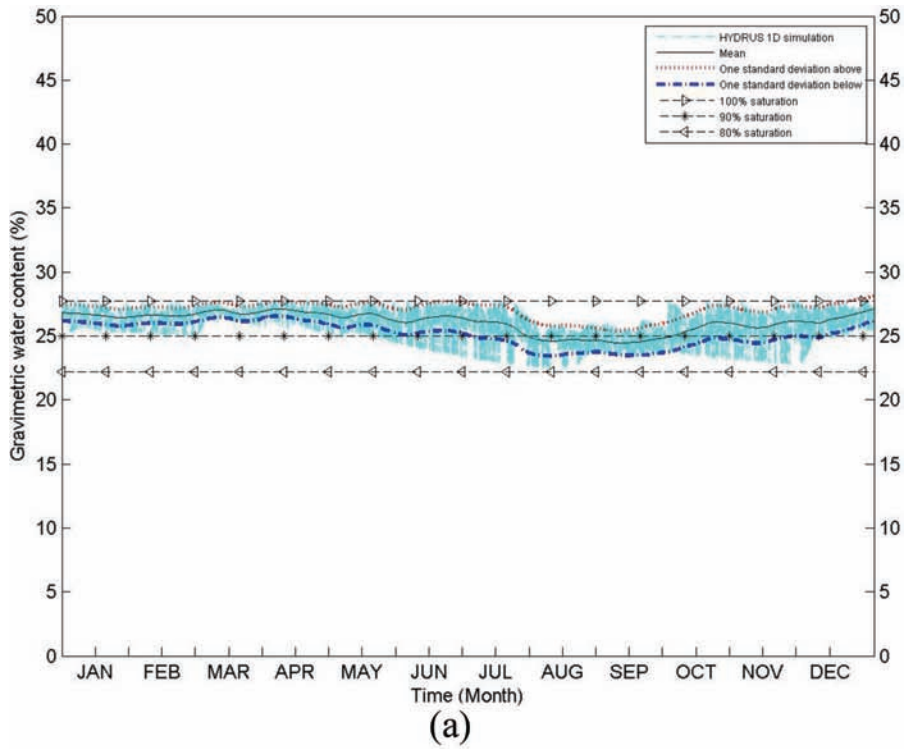 50 50
HYDRUS 1D simulation
Mean
One standard deviation above
One standard deviation below
100% saturation
90% saturation
80% saturation
45 45
40 40
35 35
30 30
25 25
20 20
15 15
10 10
5 5
0 0
Gravimetric water content (%)
JAN FEB MAR APR MAY JUN JUL AUG SEP OCT NOV DEC
Time (Month)
(a)